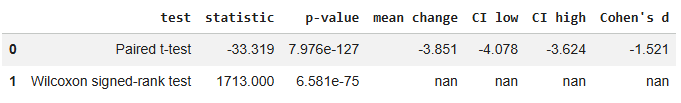 test statistic p-value mean change CI low CI high Cohen's d
0 Paired t-test -33.319 7.976e-127 -3.851 -4.078 -3.624 -1.521
1 Wilcoxon signed-rank test 1713.000 6.581e-75 nan nan nan nan